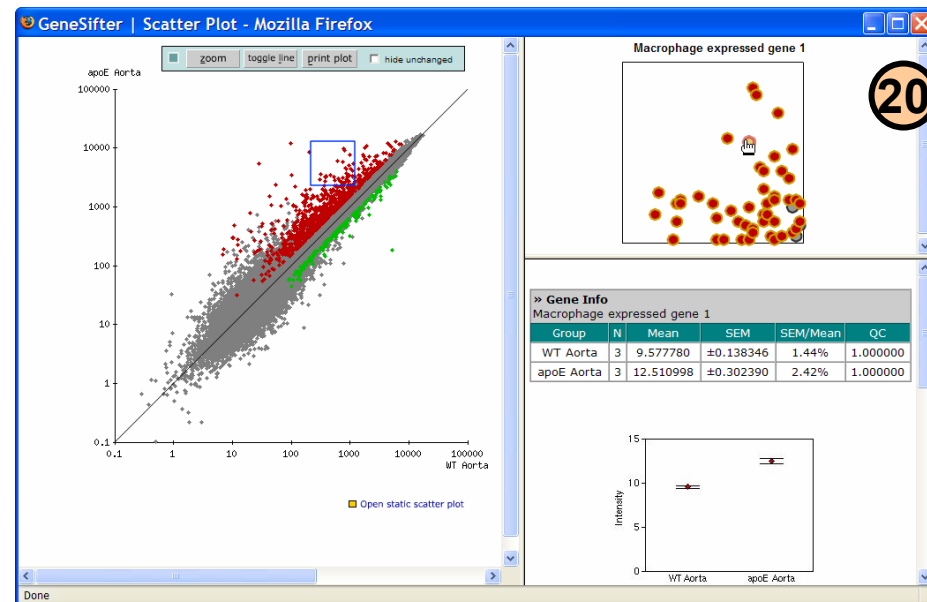 GeneSifter | Scatter Plot - Mozilla Firefox
zoom toggle line print plot hide unchanged
apoE Aorta
100000
10000
1000
100
10
1
0.1
0.1 1 10 100 1000 10000 100000
WT Aorta
Open static scatter plot
Macrophage expressed gene 1
20
» Gene Info
Macrophage expressed gene 1
Group N Mean SEM SEM/Mean QC
WT Aorta 3 9.577780 ±0.138346 1.44% 1.000000
apoE Aorta 3 12.510998 ±0.302390 2.42% 1.000000
15
10
5
0
Intensity
WT Aorta apoE Aorta
Done